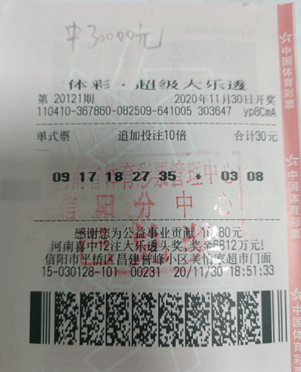 中30000元
体彩·超级大乐透
第 20121期 2020年11月30日开奖
110410-367860-082509-641005 303647 yp8CmA
单式票 追加投注10倍 合计30元
09 17 18 27 35 + 03 08
体育彩票管理中心
信阳分中心
感谢您为公益事业贡献 10.80元
河南喜中12注大乐透头奖,奖金6812万元!
信阳市平桥区昌建誉峰小区美怡家超市门面
15-030128-101 00231 20/11/30 18:51:33
中国体育彩票
中国体育彩票